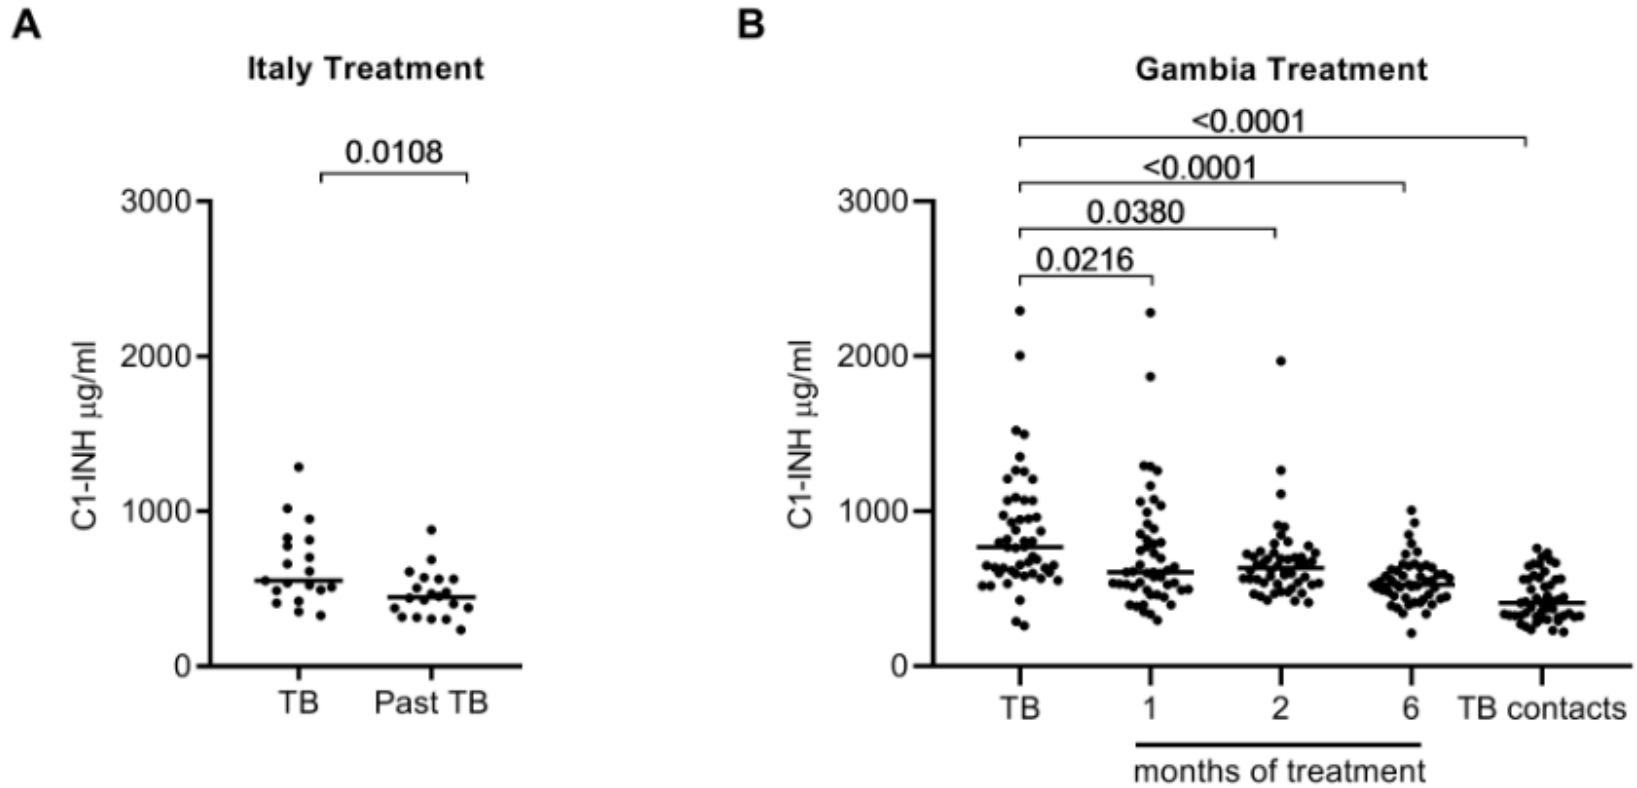 A
Italy Treatment
0.0108
3000
2000
1000
0
C1-INH μg/ml
TB
Past TB
B
Gambia Treatment
<0.0001
<0.0001
0.0380
0.0216
3000
2000
1000
0
C1-INH μg/ml
TB
1
2
6
TB contacts
months of treatment